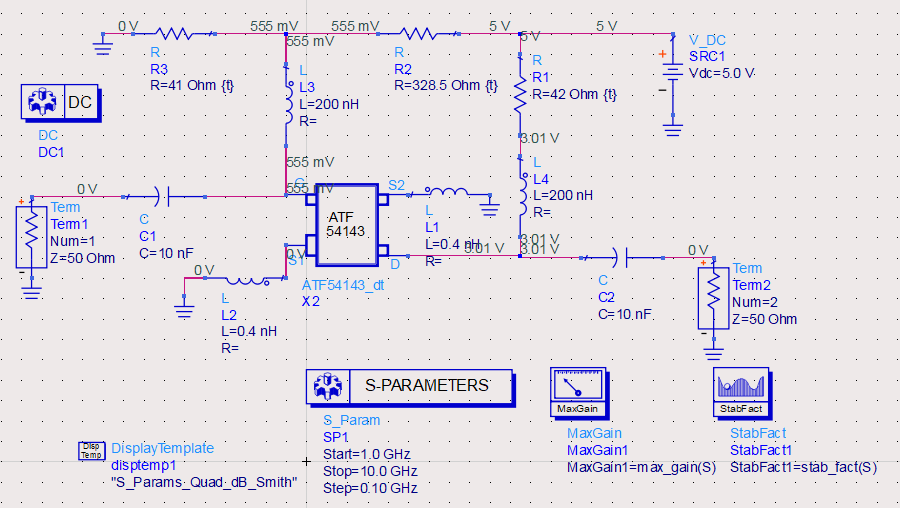 0 V
555 mV
555 mV
5 V
5 V
555 mV
5 V
R
R3
R=41 Ohm {t}
R
R2
R=328.5 Ohm {t}
R
R1
R=42 Ohm {t}
V_DC
SRC1
Vdc=5.0 V
L
L3
L=200 nH
R=
DC
DC
DC1
3.01 V
555 mV
555 mV
G
L
L4
L=200 nH
R=
0 V
Term
Term1
Num=1
Z=50 Ohm
C
C1
C=10 nF
ATF
54143
S2
S1
D
0 V
ATF54143_dt
X2
L
L1
L=0.4 nH
R=
3.01 V
3.01 V
3.01 V
0 V
L
L2
L=0.4 nH
R=
C
C2
C=10 nF
0 V
Term
Term2
Num=2
Z=50 Ohm
S-PARAMETERS
S_Param
SP1
Start=1.0 GHz
Stop=10.0 GHz
Step=0.10 GHz
MaxGain
MaxGain
MaxGain1
MaxGain1=max_gain(S)
StabFact
StabFact
StabFact1
StabFact1=stab_fact(S)
Disp
Temp
DisplayTemplate
disptemp1
"S_Params_Quad_dB_Smith"